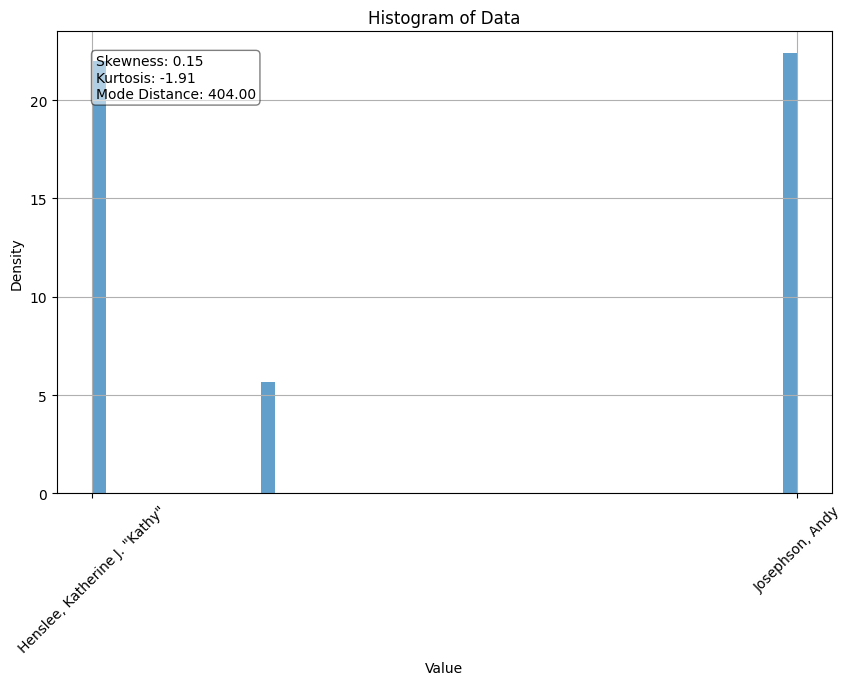 Histogram of Data
Skewness: 0.15
Kurtosis: -1.91
Mode Distance: 404.00
20
15
10
5
0
Density
Henslee, Katherine J. "Kathy"
Josephson, Andy
Value